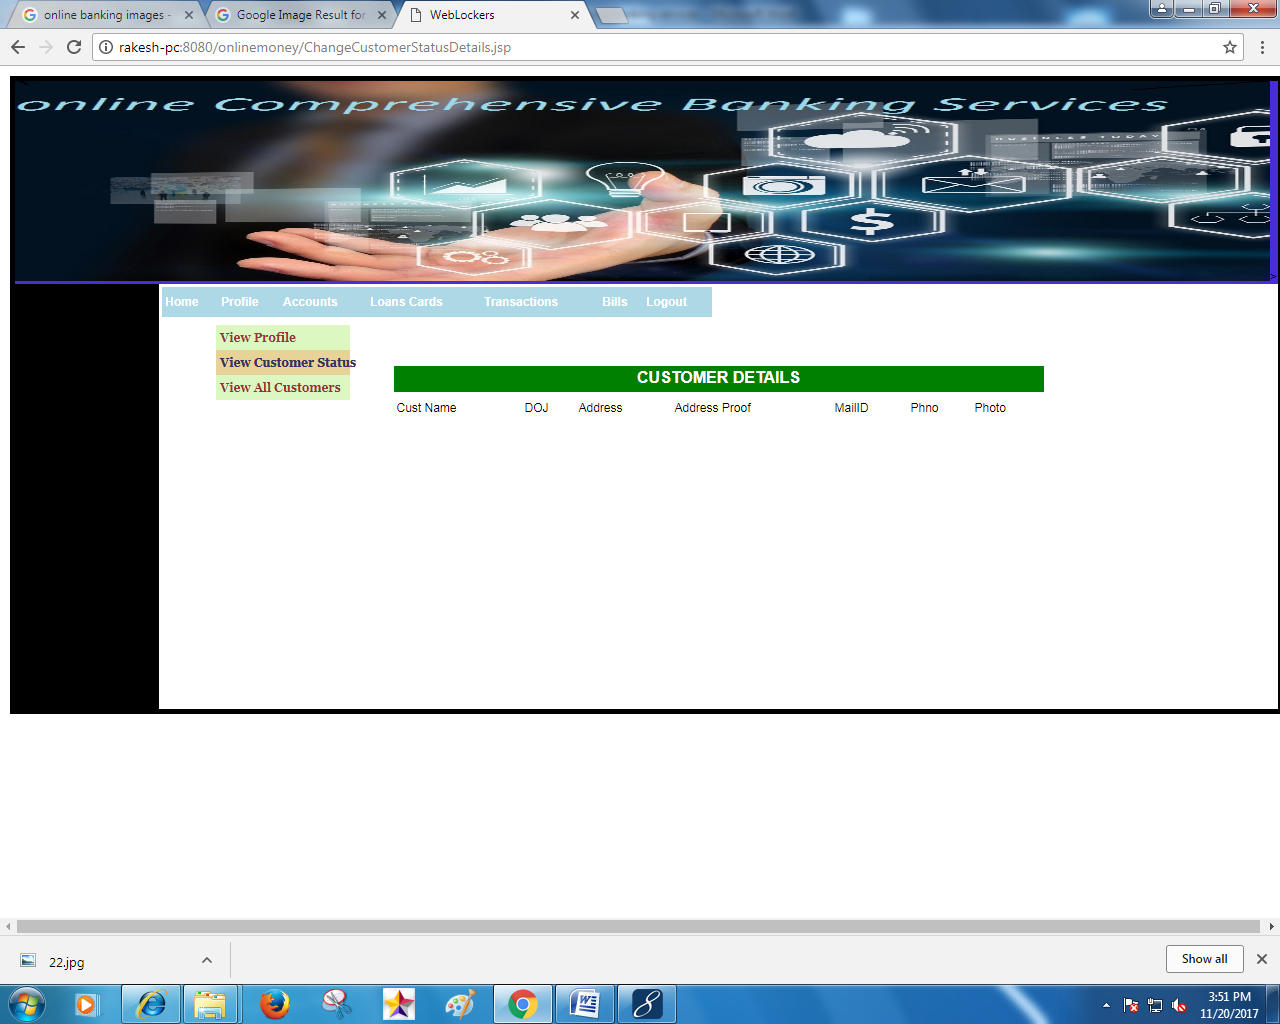 online banking images -
Google Image Result for
WebLockers
rakesh-pc:8080/onlinemoney/ChangeCustomerStatusDetails.jsp
online Comprehensive Banking Services
Home Profile Accounts Loans Cards Transactions Bills Logout
View Profile
View Customer Status
View All Customers
CUSTOMER DETAILS
Cust Name DOJ Address Address Proof MailID Phno Photo
22.jpg
Show all
3:51 PM
11/20/2017